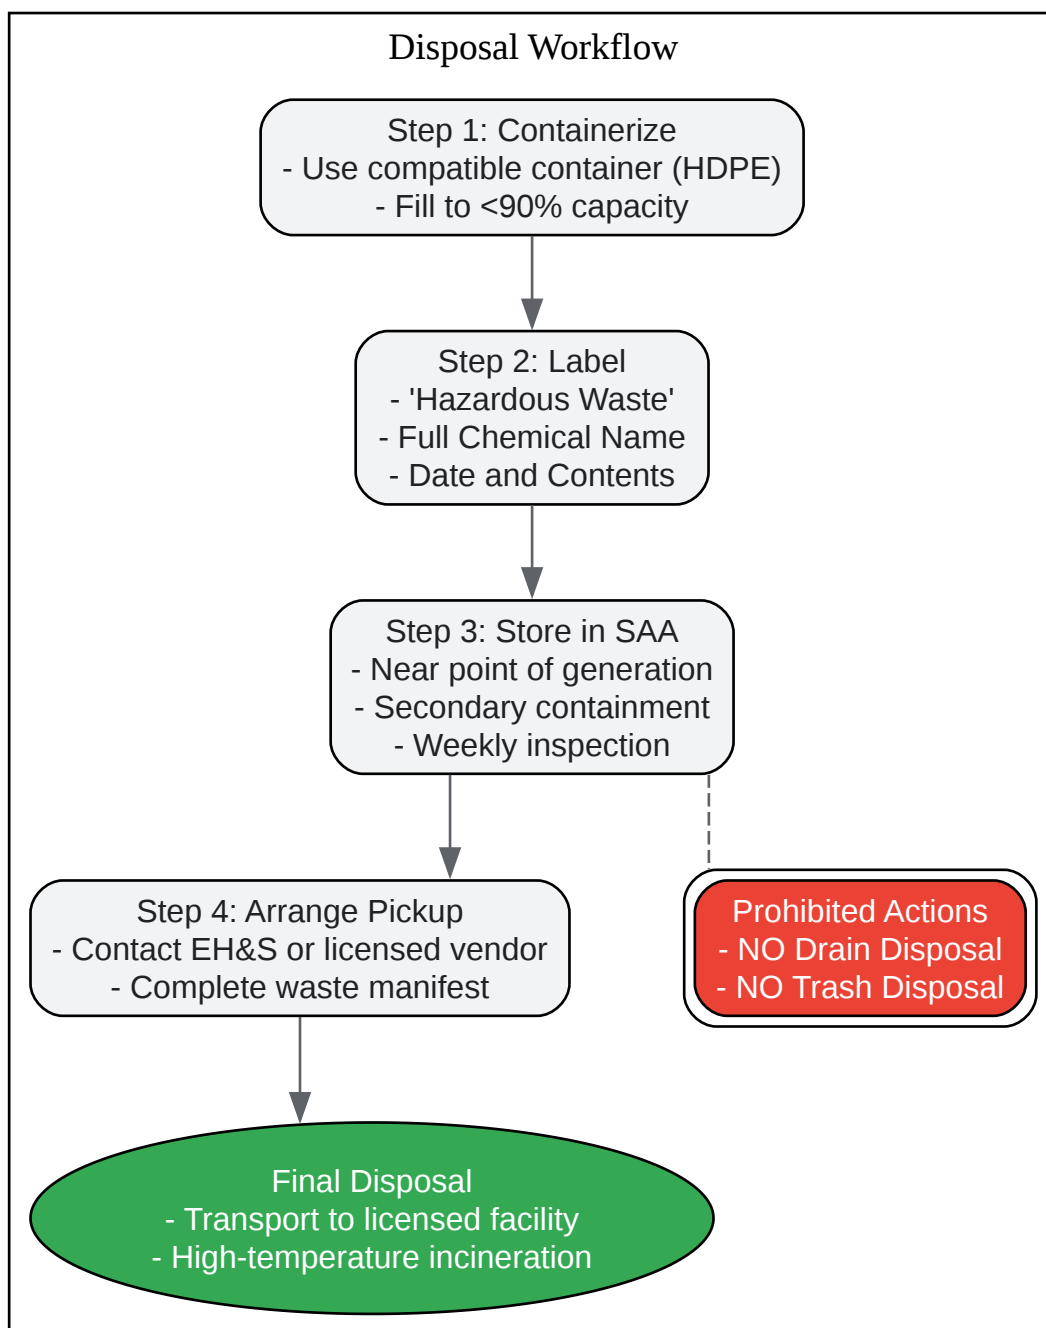 Disposal Workflow
Step 1: Containerize
- Use compatible container (HDPE)
- Fill to <90% capacity
Step 2: Label
- 'Hazardous Waste'
- Full Chemical Name
- Date and Contents
Step 3: Store in SAA
- Near point of generation
- Secondary containment
- Weekly inspection
Step 4: Arrange Pickup
- Contact EH&S or licensed vendor
- Complete waste manifest
Prohibited Actions
- NO Drain Disposal
- NO Trash Disposal
Final Disposal
- Transport to licensed facility
- High-temperature incineration